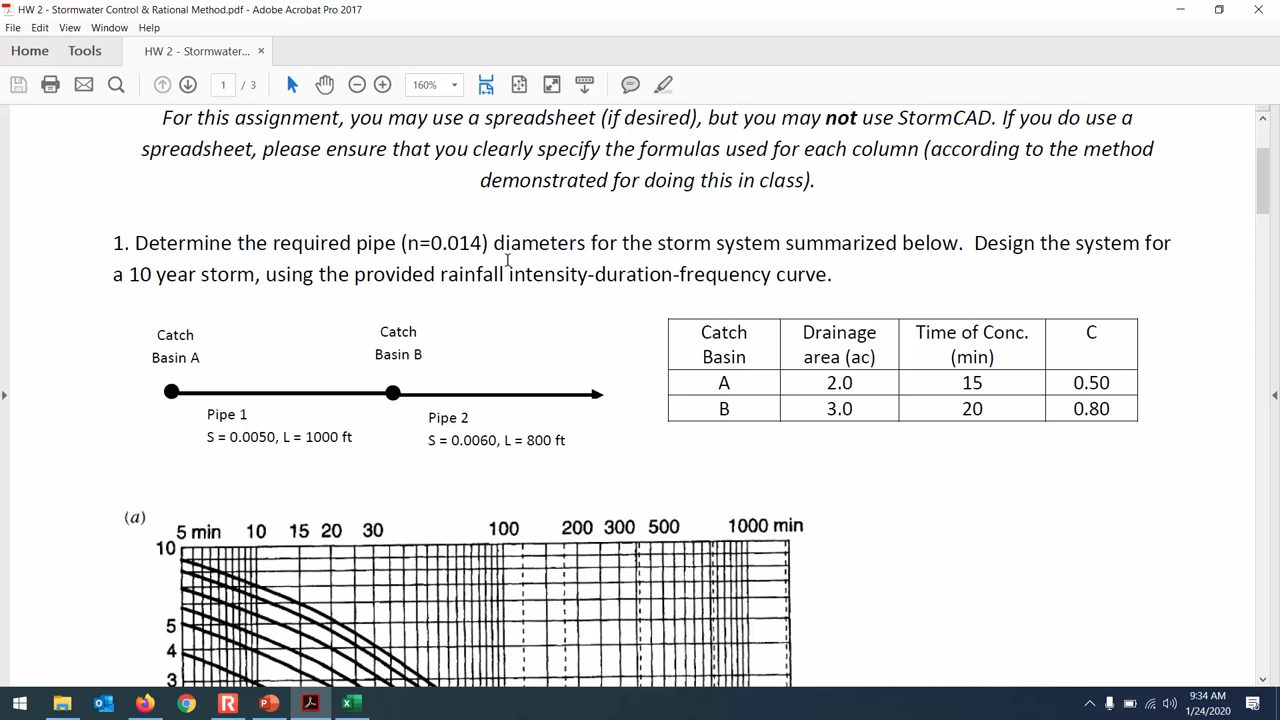 HW 2 - Stormwater Control & Rational Method.pdf - Adobe Acrobat Pro 2017
File Edit View Window Help
Home Tools HW 2 - Stormwater... ×
1 / 3 160%
For this assignment, you may use a spreadsheet (if desired), but you may not use StormCAD. If you do use a
spreadsheet, please ensure that you clearly specify the formulas used for each column (according to the method
demonstrated for doing this in class).
1. Determine the required pipe (n=0.014) diameters for the storm system summarized below. Design the system for
a 10 year storm, using the provided rainfall intensity-duration-frequency curve.
Catch
Basin A
Catch
Basin B
Pipe 1
S = 0.0050, L = 1000 ft
Pipe 2
S = 0.0060, L = 800 ft
Catch Basin Drainage area (ac) Time of Conc. (min) C
A 2.0 15 0.50
B 3.0 20 0.80
(a)
5 min 10 15 20 30 100 200 300 500 1000 min
10
5
4
3
9:34 AM
1/24/2020